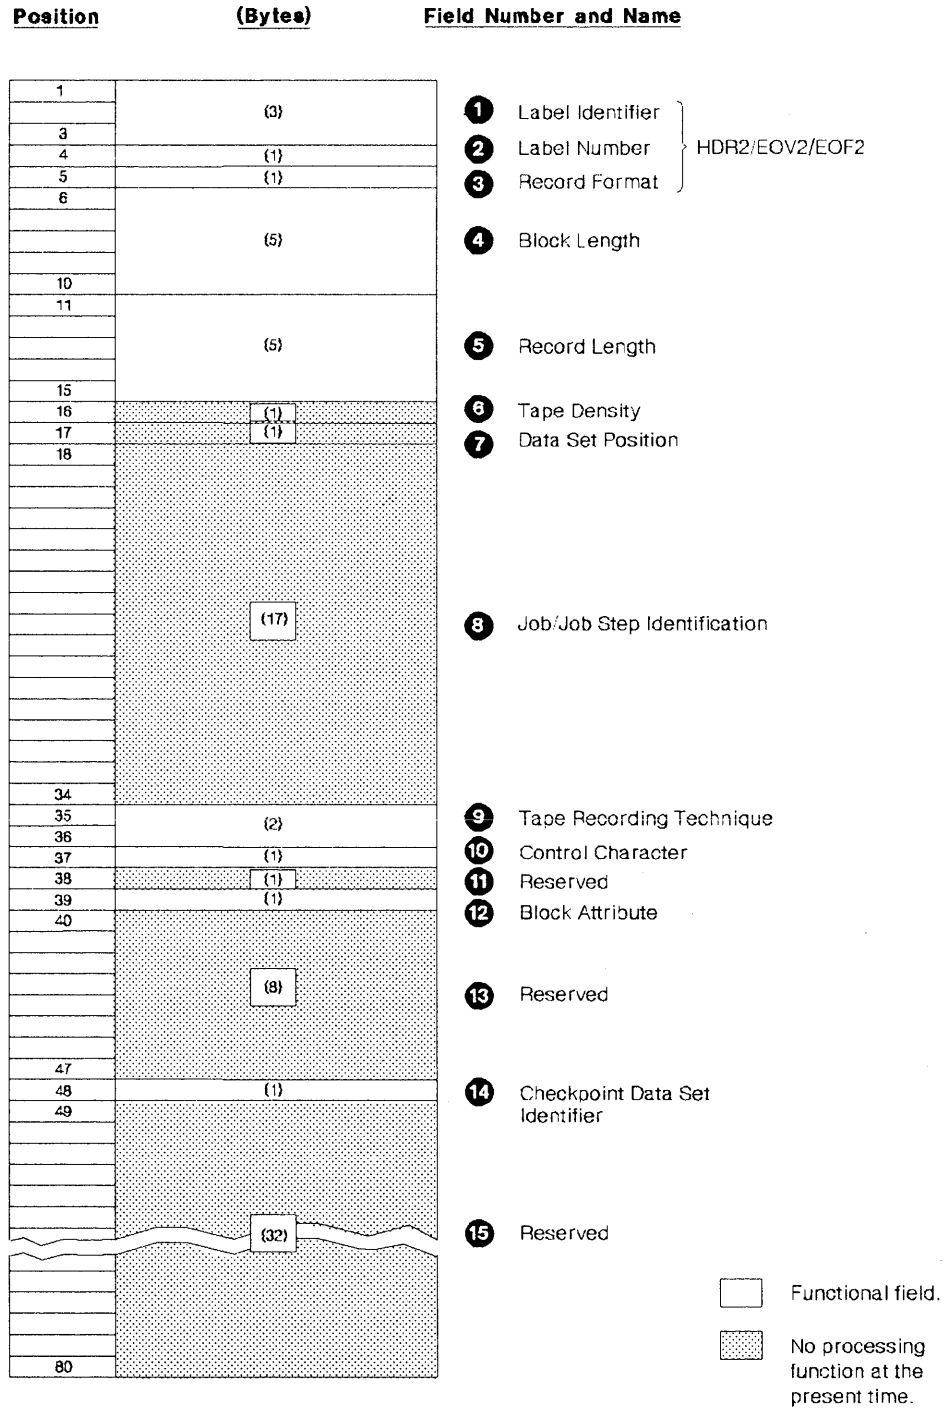 Position (Bytes) Field Number and Name
1
(3)
1 Label Identifier
3
4 (1) 2 Label Number HDR2/EOV2/EOF2
5 (1) 3 Record Format
6
(5) 4 Block Length
10
11
(5) 5 Record Length
15
16 (1) 6 Tape Density
17 (1) 7 Data Set Position
18
(17) 8 Job/Job Step Identification
34
35 (2) 9 Tape Recording Technique
36
37 (1) 10 Control Character
38 (1) 11 Reserved
39 (1) 12 Block Attribute
40
(8) 13 Reserved
47
48 (1) 14 Checkpoint Data Set
Identifier
49
(32) 15 Reserved
Functional field.
80
No processing
function at the
present time.